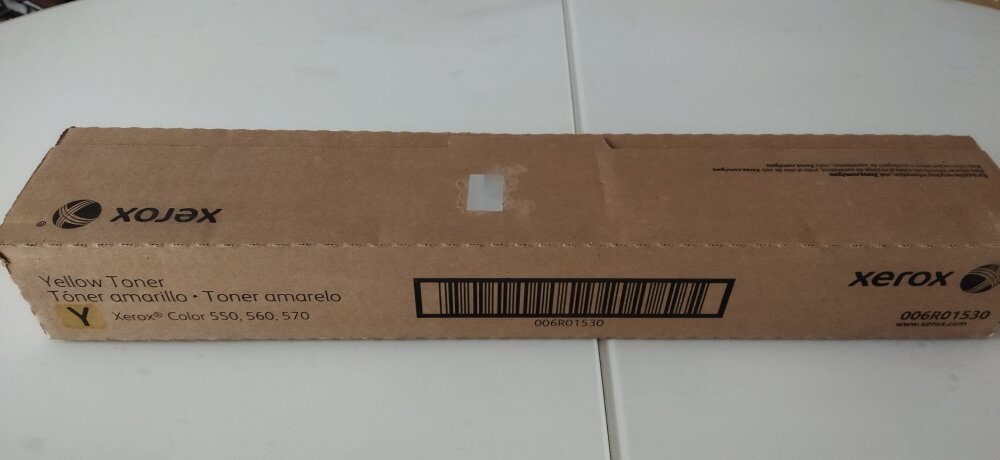 xerox
®
Yellow Toner
Tóner amarillo • Toner amarelo
Y
Xerox® Color 550, 560, 570
006R01530
xerox
006R01530
www.xerox.com